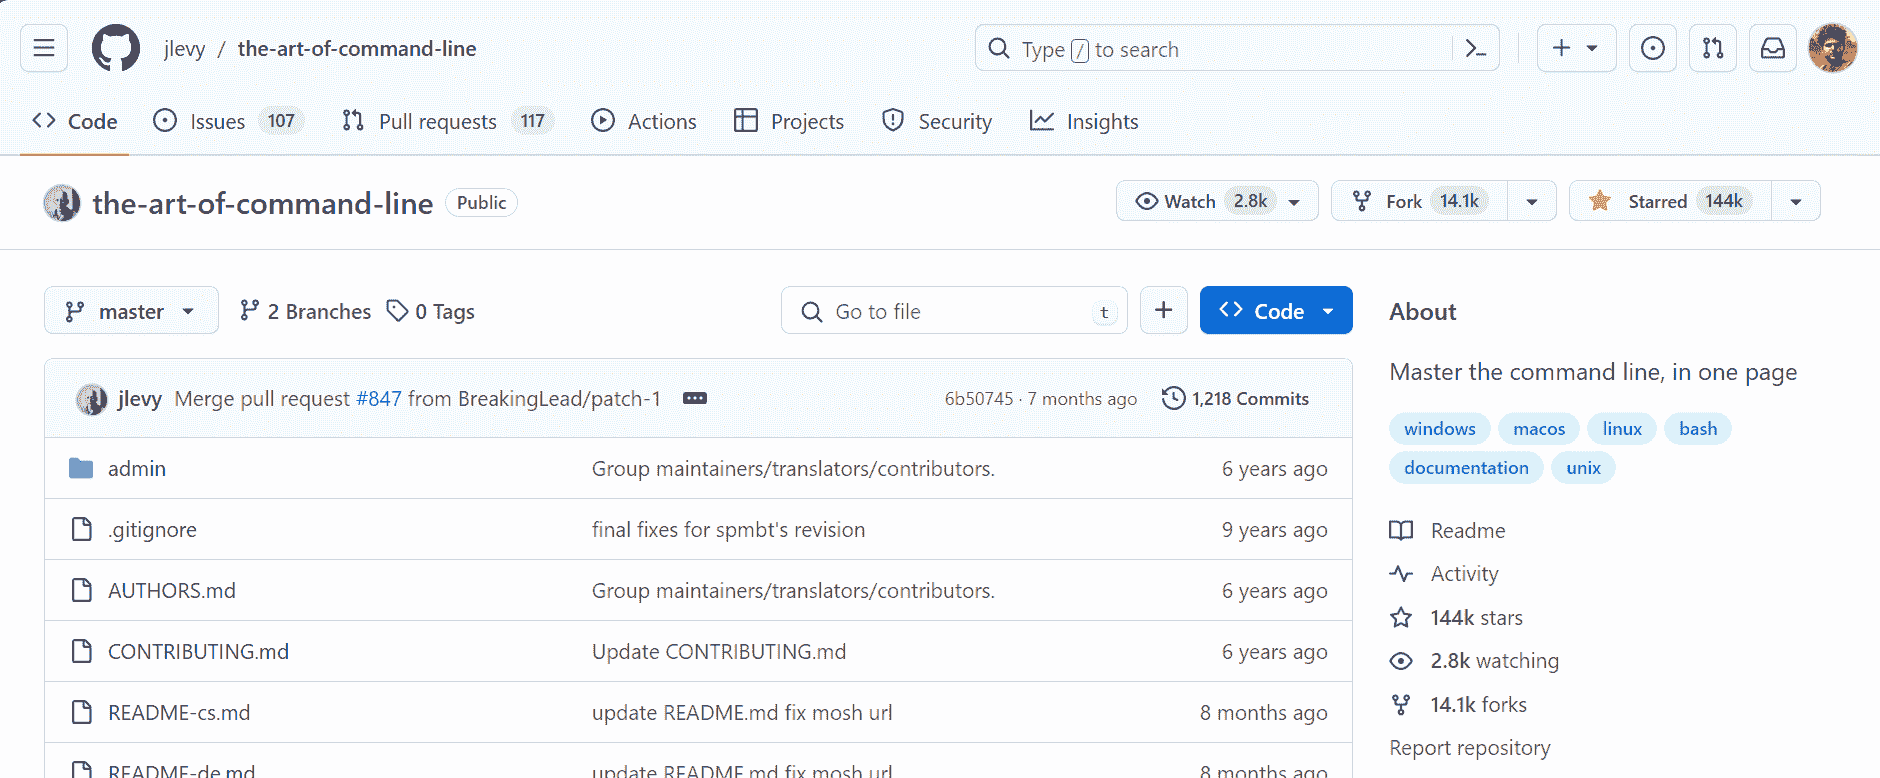 jlevy / the-art-of-command-line
Type / to search
Code Issues 107 Pull requests 117 Actions Projects Security Insights
the-art-of-command-line Public
Watch 2.8k Fork 14.1k Starred 144k
master 2 Branches 0 Tags
Go to file t
Code
jlevy Merge pull request #847 from BreakingLead/patch-1 6b50745 · 7 months ago 1,218 Commits
admin Group maintainers/translators/contributors. 6 years ago
.gitignore final fixes for spmbt's revision 9 years ago
AUTHORS.md Group maintainers/translators/contributors. 6 years ago
CONTRIBUTING.md Update CONTRIBUTING.md 6 years ago
README-cs.md update README.md fix mosh url 8 months ago
README-de.md update README.md fix mosh url 8 months ago
About
Master the command line, in one page
windows macos linux bash
documentation unix
Readme
Activity
144k stars
2.8k watching
14.1k forks
Report repository